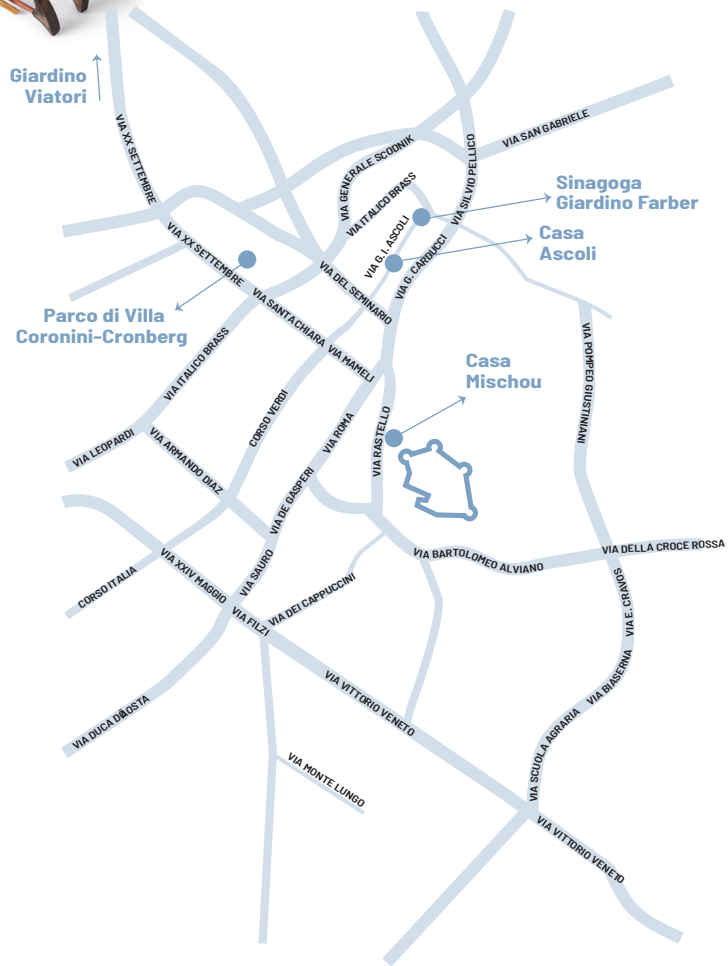 Giardino
Viatori
VIA XX SETTEMBRE
VIA GENERALE SCODNIK
VIA SAN GABRIELE
VIA ITALICO BRASS
VIA SILVIO PELLICO
Sinagoga
Giardino Farber
VIA G. I. ASCOLI
Casa
Ascoli
VIA XX SETTEMBRE
VIA DEL SEMINARIO
VIA G. CARDUCCI
Parco di Villa
Coronini-Cronberg
VIA SANTA CHIARA
VIA MAMELI
VIA ITALICO BRASS
VIA POMPEO GIUSTINIANI
Casa
Mischou
CORSO VERDI
VIA ROMA
VIA RASTELLO
VIA LEOPARDI
VIA ARMANDO DIAZ
VIA DE GASPERI
VIA BARTOLOMEO ALVIANO
VIA DELLA CROCE ROSSA
CORSO ITALIA
VIA XXIV MAGGIO
VIA SAURO
VIA DEI CAPPUCCINI
VIA E. CRAVOS
VIA FILZI
VIA BIASERNA
VIA DUCA
VIA VITTORIO VENETO
VIA SCUOLA AGRARIA
VIA MONTE LUNGO
VIA VITTORIO VENETO